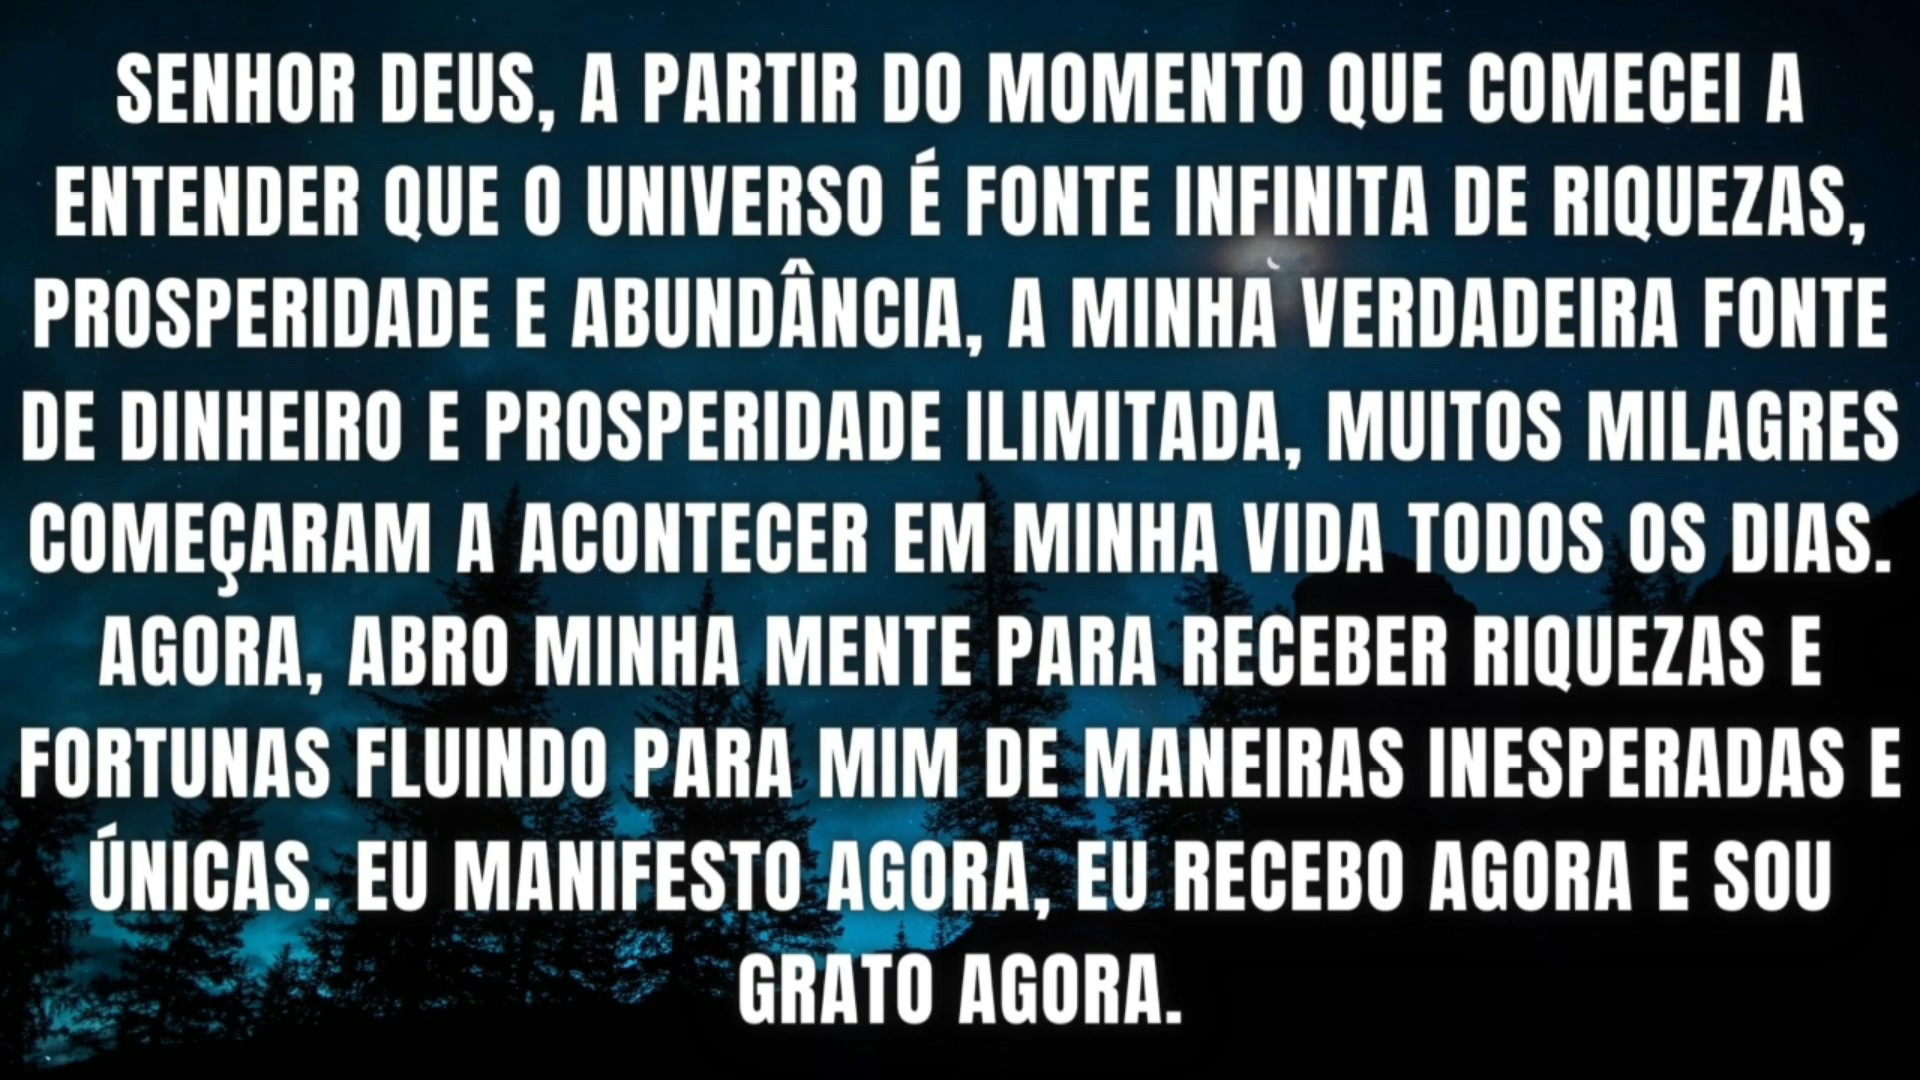 SENHOR DEUS, A PARTIR DO MOMENTO QUE COMECEI A
ENTENDER QUE O UNIVERSO É FONTE INFINITA DE RIQUEZAS,
PROSPERIDADE E ABUNDÂNCIA, A MINHA VERDADEIRA FONTE
DE DINHEIRO E PROSPERIDADE ILIMITADA, MUITOS MILAGRES
COMEÇARAM A ACONTECER EM MINHA VIDA TODOS OS DIAS.
AGORA, ABRO MINHA MENTE PARA RECEBER RIQUEZAS E
FORTUNAS FLUINDO PARA MIM DE MANEIRAS INESPERADAS E
ÚNICAS. EU MANIFESTO AGORA, EU RECEBO AGORA E SOU
GRATO AGORA.